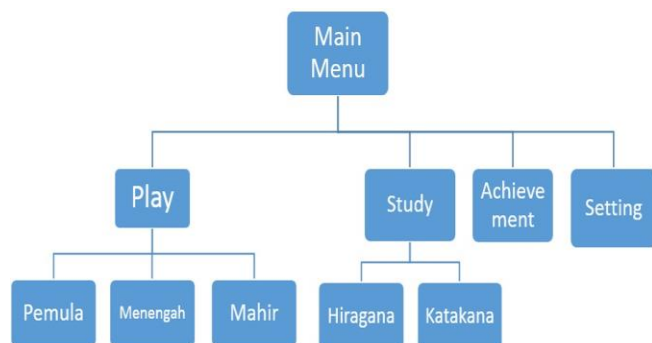 Main
Menu
Play
Study
Achieve
ment
Setting
Pemula
Menengah
Mahir
Hiragana
Katakana